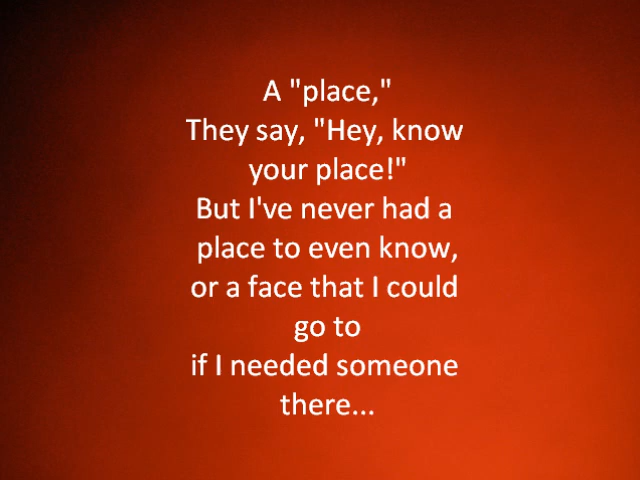 A "place,"
They say, "Hey, know
your place!"
But I've never had a
place to even know,
or a face that I could
go to
if I needed someone
there...